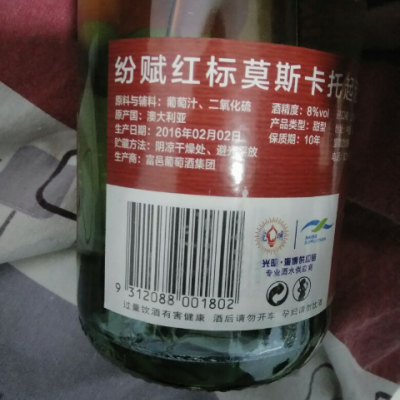 纷赋红标莫斯卡托起
原料与辅料：葡萄汁、二氧化硫 酒精度：8%vol
原产国：澳大利亚 产品类型：甜型
生产日期：2016年02月02日 保质期：10年
贮量方法：阴凉干燥处、避光存放
生产商：富邑葡萄酒集团
专业酒水供应商
9 312088 001802
过量饮酒有害健康 酒后请勿开车 孕妇请勿饮酒